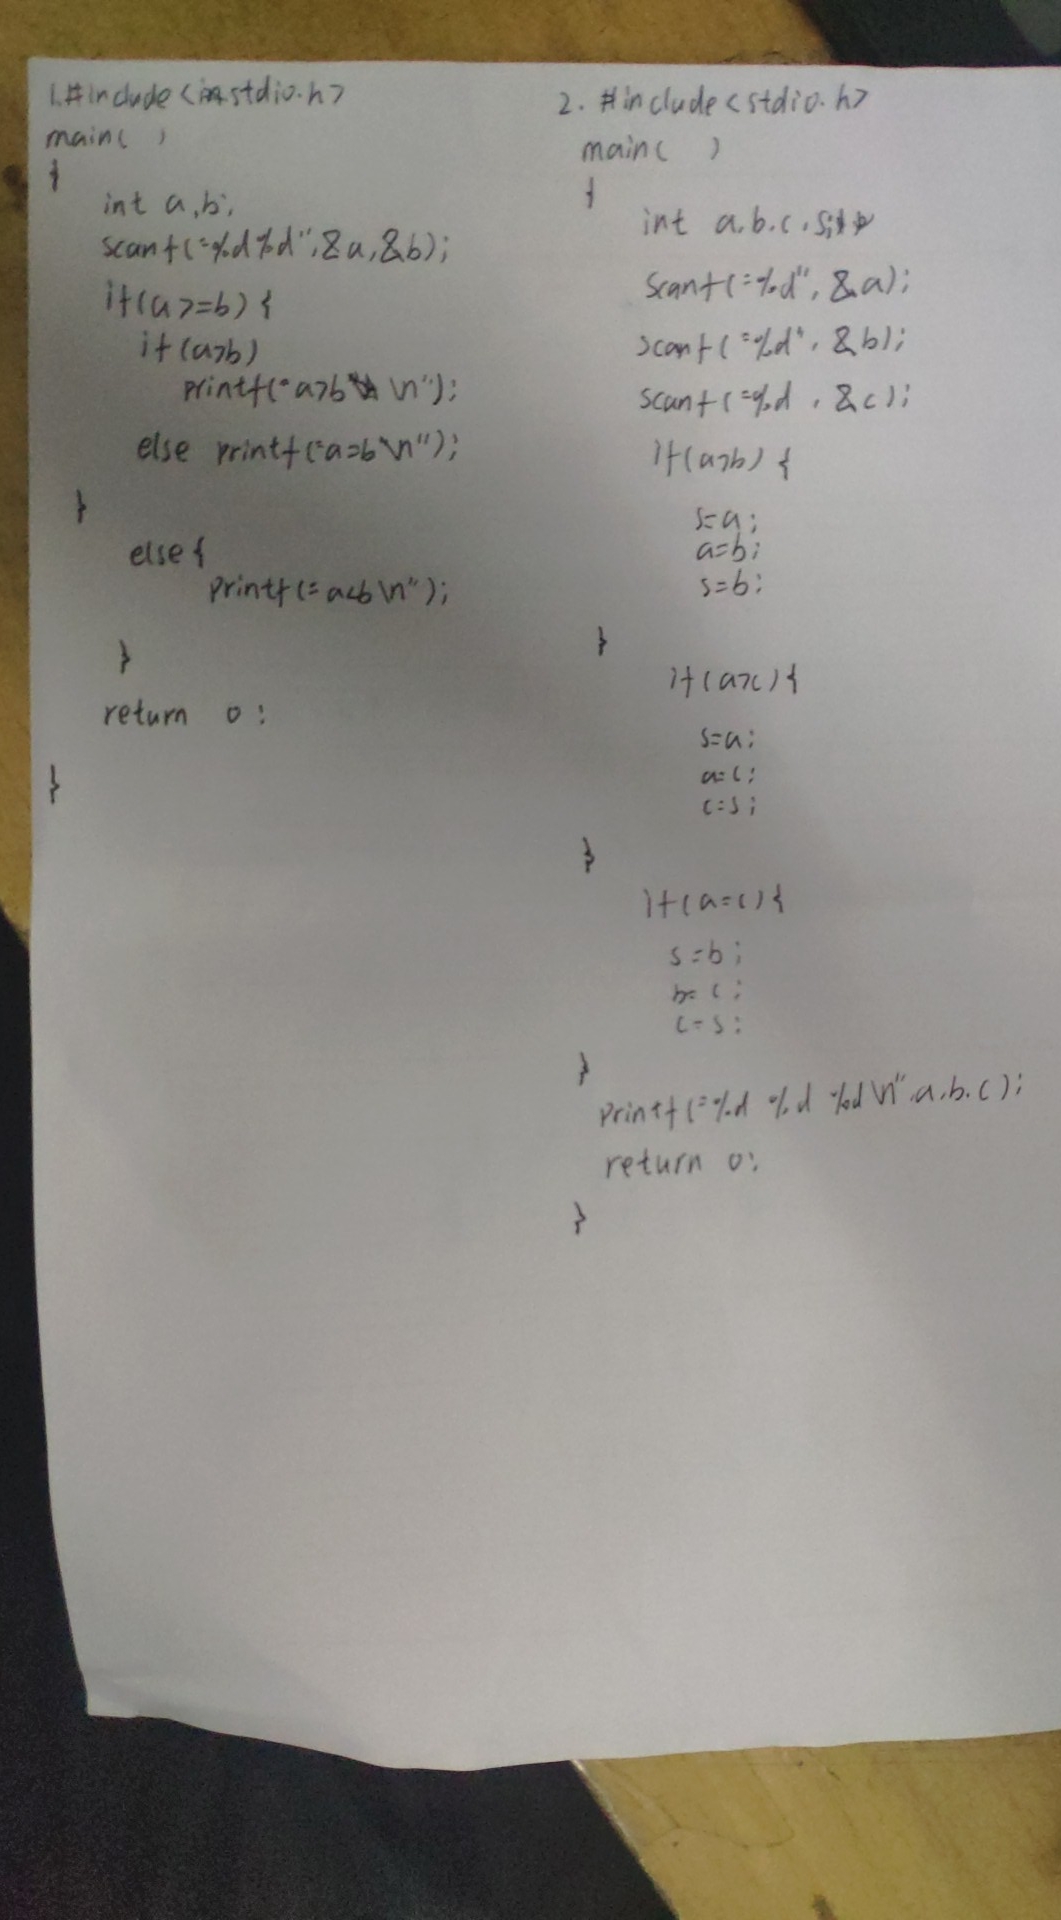 1.#include<stdio.h>
main( )
{
int a,b;
scanf("%d%d",&a,&b);
if(a>=b){
if(a>b)
printf("a>b\n");
else printf("a=b\n");
}
else{
printf("a<b\n");
}
return 0;
}
2. #include<stdio.h>
main( )
{
int a,b,c,s;
scanf("%d",&a);
scanf("%d",&b);
scanf("%d,&c);
if(a>b){
s=a;
a=b;
s=b;
}
if(a>c){
s=a;
a=c;
c=s;
}
if(a=c){
s=b;
b=c;
c=s;
}
printf("%d %d %d\n",a,b,c);
return 0;
}